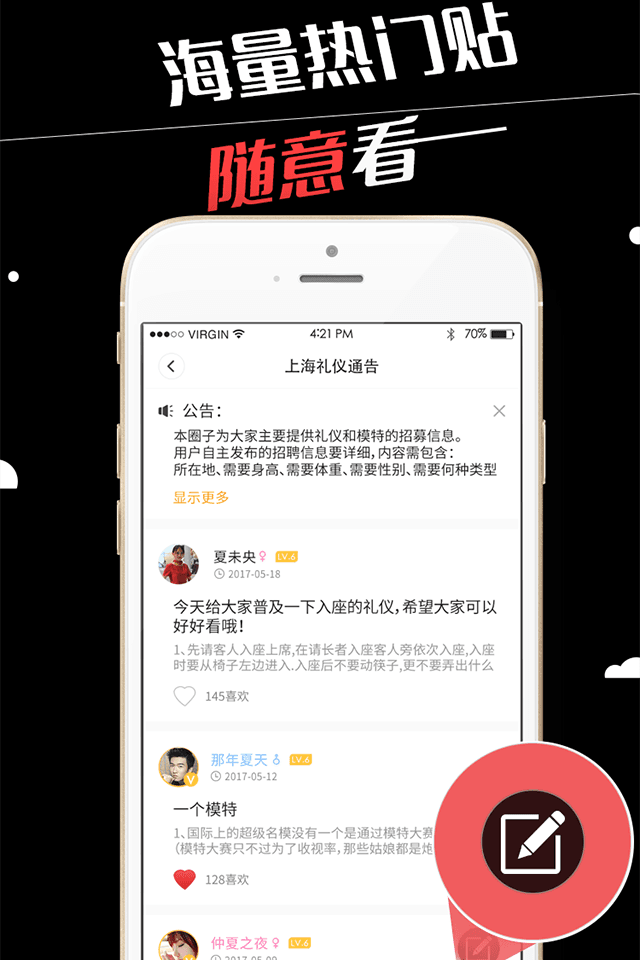 海量热门贴
随意看
VIRGIN 4:21 PM 70%
上海礼仪通告
公告：
本圈子为大家主要提供礼仪和模特的招募信息。
用户自主发布的招聘信息要详细，内容需包含：
所在地、需要身高、需要体重、需要性别、需要何种类型
显示更多
夏未央♀ LV.6
2017-05-18
今天给大家普及一下入座的礼仪，希望大家可以
好好看哦！
1、先请客人入座上席,在请长者入座客人旁依次入座,入座
时要从椅子左边进入.入座后不要动筷子,更不要弄出什么
145喜欢
那年夏天♂ LV.6
V
2017-05-12
一个模特
1、国际上的超级名模没有一个是通过模特大赛
（模特大赛只不过为了收视率，那些姑娘都是炮
128喜欢
仲夏之夜♀ LV.6
2017-05-09